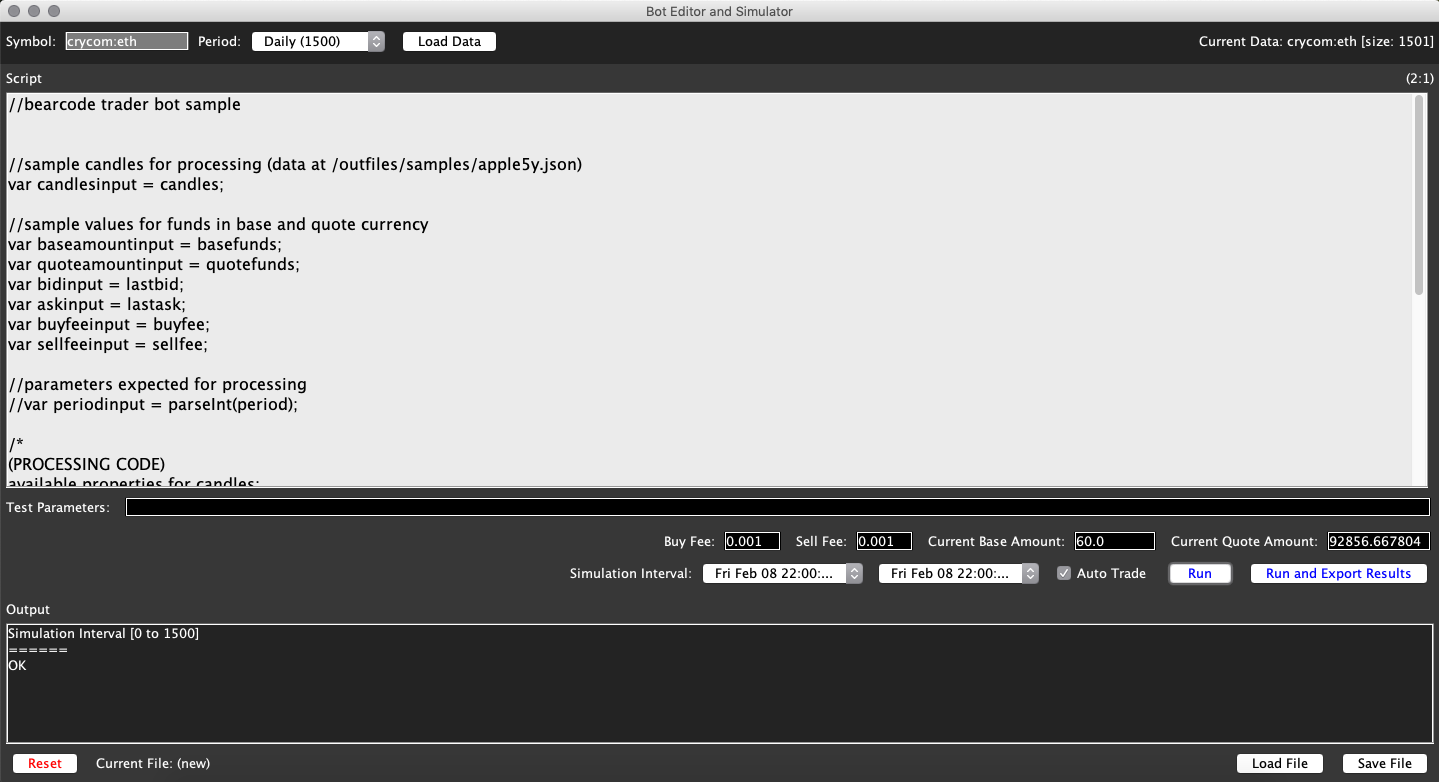 Bot Editor and Simulator
Symbol: crycom:eth Period: Daily (1500) Load Data Current Data: crycom:eth [size: 1501]
Script (2:1)
//bearcode trader bot sample
//sample candles for processing (data at /outfiles/samples/apple5y.json)
var candlesinput = candles;
//sample values for funds in base and quote currency
var baseamountinput = basefunds;
var quoteamountinput = quotefunds;
var bidinput = lastbid;
var askinput = lastask;
var buyfeeinput = buyfee;
var sellfeeinput = sellfee;
//parameters expected for processing
//var periodinput = parseInt(period);
/*
(PROCESSING CODE)
available properties for candles:
Test Parameters:
Buy Fee: 0.001 Sell Fee: 0.001 Current Base Amount: 60.0 Current Quote Amount: 92856.667804
Simulation Interval: Fri Feb 08 22:00:... Fri Feb 08 22:00:... Auto Trade Run Run and Export Results
Output
Simulation Interval [0 to 1500]
======
OK
Reset Current File: (new) Load File Save File